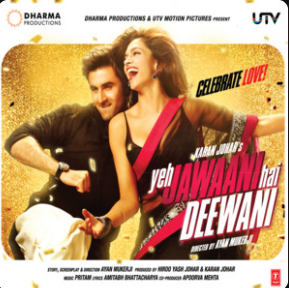 DHARMA PRODUCTIONS & UTV MOTION PICTURES PRESENT
DHARMA
PRODUCTIONS
UTV
CELEBRATE LOVE!
KARAN JOHAR'S
yeh JAWAANI hai
DEEWANI
DIRECTED BY AYAN MUKERJI
STORY, SCREENPLAY & DIRECTION AYAN MUKERJI PRODUCED BY HIROO YASH JOHAR & KARAN JOHAR
MUSIC PRITAM LYRICS AMITABH BHATTACHARYA CO-PRODUCER APOORVA MEHTA
T